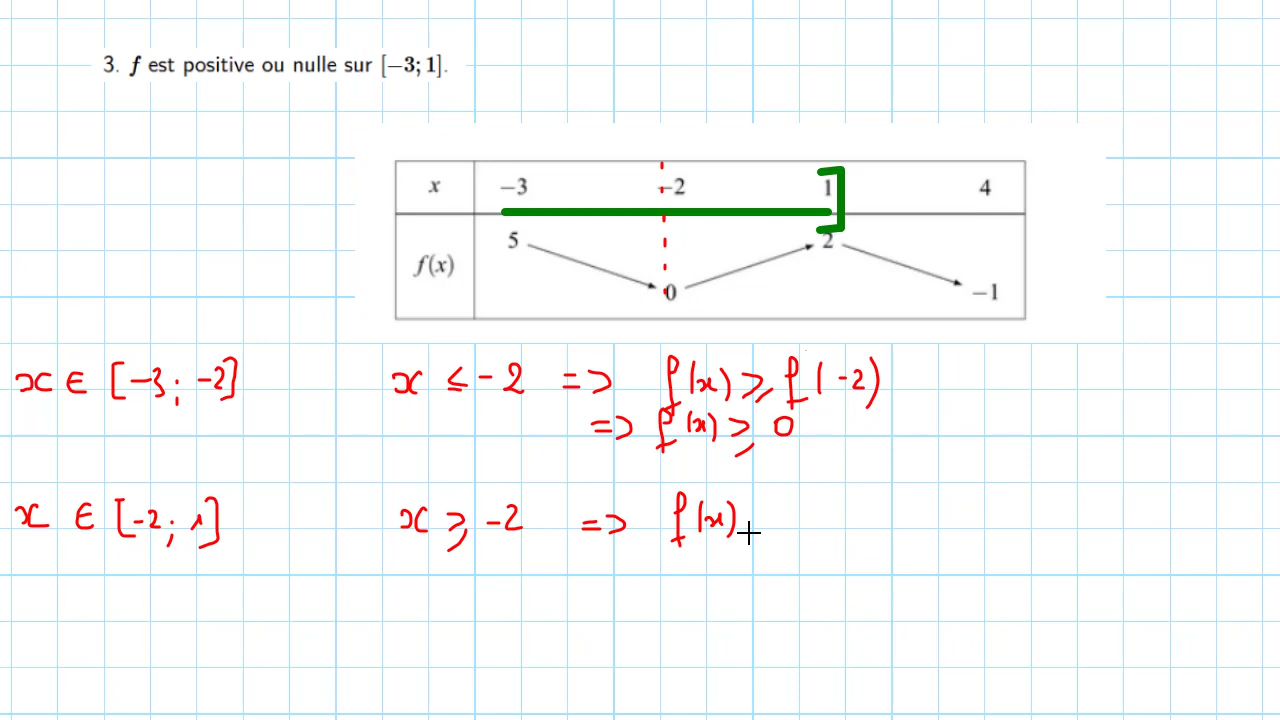 3. f est positive ou nulle sur [−3; 1].
x −3 −2 1 4
f(x) 5 0 2 −1
x ∈ [-3 ; -2] x ≤ -2 => f(x) ⩾ f(-2)
=> f(x) ⩾ 0
x ∈ [-2 ; 1] x ⩾ -2 => f(x)